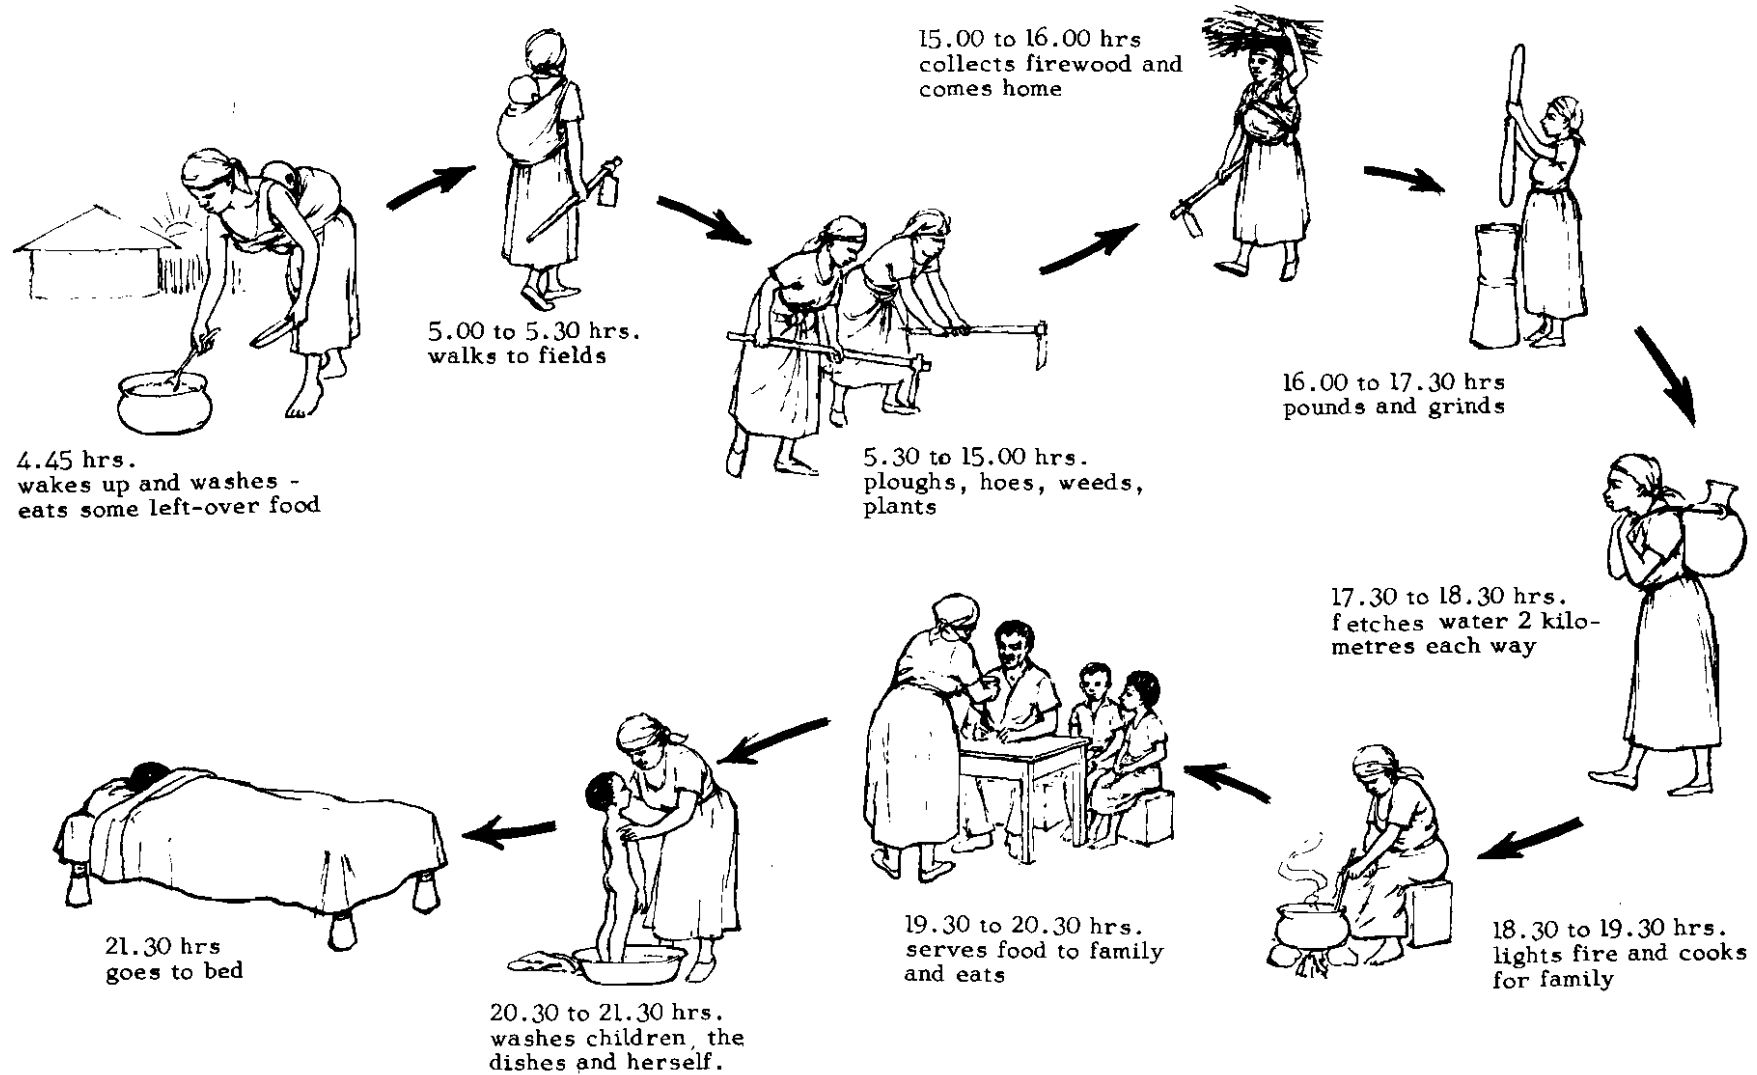 4.45 hrs.
wakes up and washes -
eats some left-over food
5.00 to 5.30 hrs.
walks to fields
5.30 to 15.00 hrs.
ploughs, hoes, weeds,
plants
15.00 to 16.00 hrs
collects firewood and
comes home
16.00 to 17.30 hrs
pounds and grinds
17.30 to 18.30 hrs.
fetches water 2 kilo-
metres each way
18.30 to 19.30 hrs.
lights fire and cooks
for family
19.30 to 20.30 hrs.
serves food to family
and eats
20.30 to 21.30 hrs.
washes children, the
dishes and herself.
21.30 hrs
goes to bed